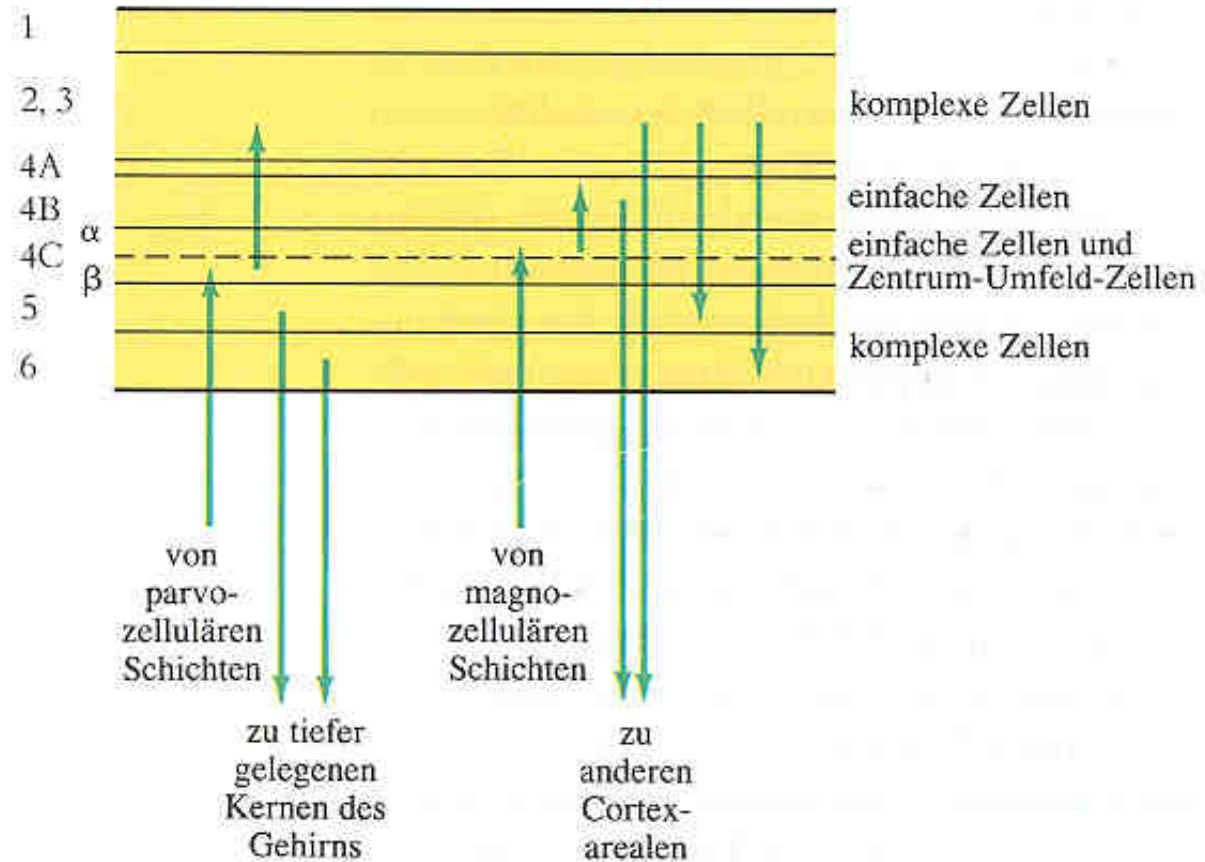 1
2, 3
4A
4B
α
4C
β
5
6
komplexe Zellen
einfache Zellen
einfache Zellen und
Zentrum-Umfeld-Zellen
komplexe Zellen
von
parvo-
zellulären
Schichten
von
magno-
zellulären
Schichten
zu tiefer
gelegenen
Kernen des
Gehirns
zu
anderen
Cortex-
arealen